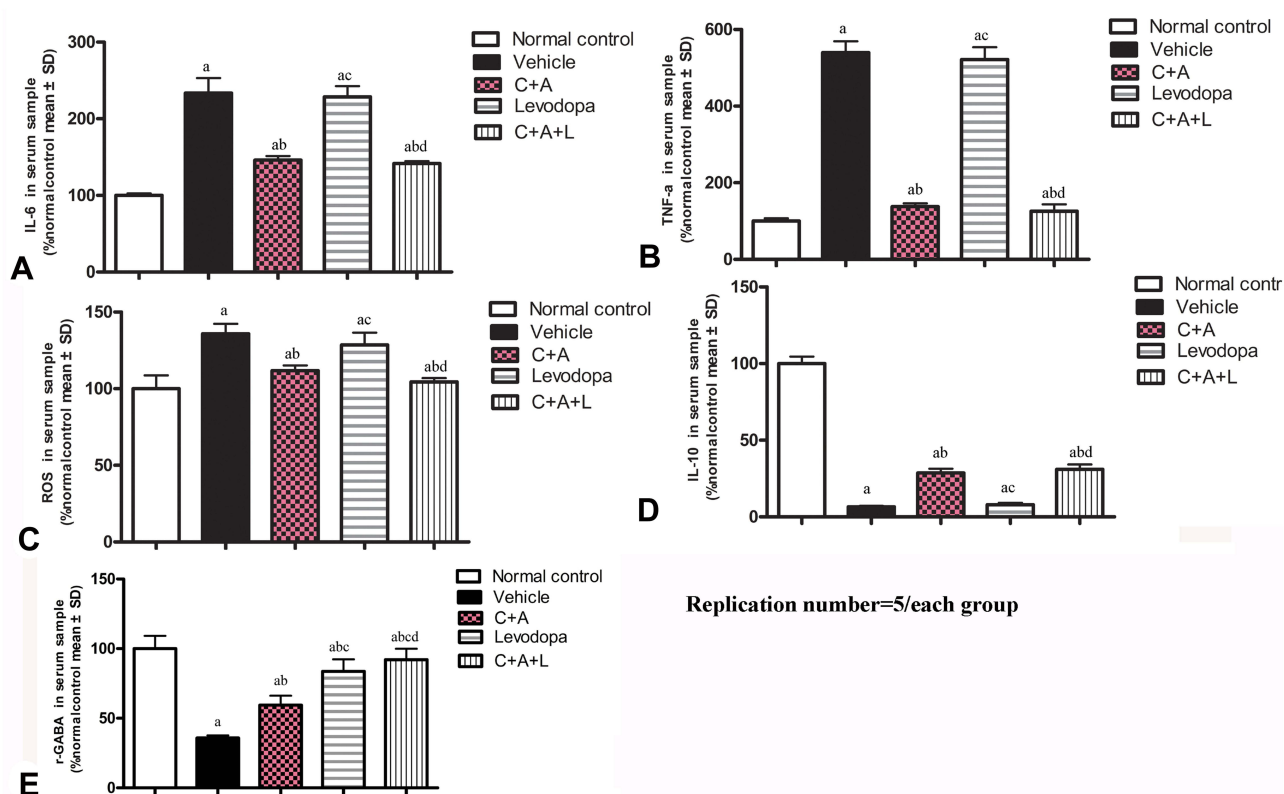 IL-6 in serum sample
(%normalcontrol mean ± SD)
300
200
100
0
a
ab
ac
abd
Normal control
Vehicle
C+A
Levodopa
C+A+L
A
TNF-a in serum sample
(%normalcontrol mean ± SD)
600
400
200
0
a
ab
ac
abd
Normal control
Vehicle
C+A
Levodopa
C+A+L
B
ROS in serum sample
(%normalcontrol mean ± SD)
150
100
50
0
a
ab
ac
abd
Normal control
Vehicle
C+A
Levodopa
C+A+L
C
IL-10 in serum sample
(%normalcontrol mean ± SD)
150
100
50
0
a
ab
ac
abd
Normal contr
Vehicle
C+A
Levodopa
C+A+L
D
r-GABA in serum sample
(%normalcontrol mean ± SD)
150
100
50
0
a
ab
abc
abcd
Normal control
Vehicle
C+A
Levodopa
C+A+L
E
Replication number=5/each group